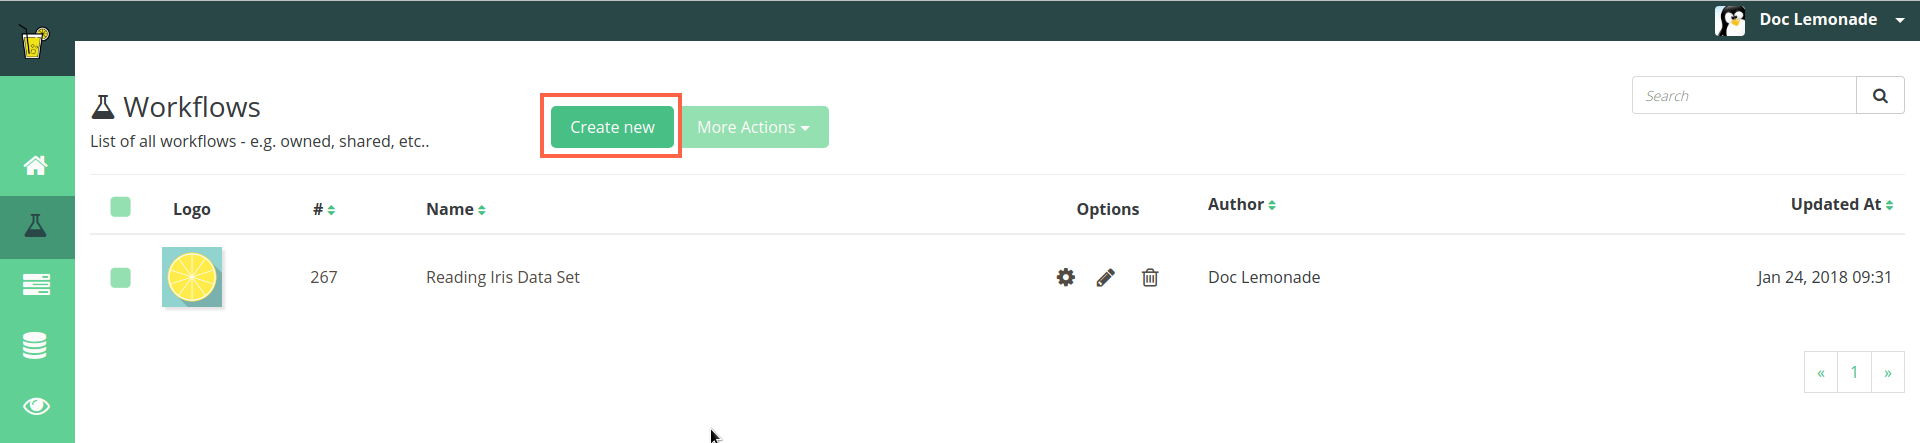 Doc Lemonade
Workflows
List of all workflows - e.g. owned, shared, etc..
Create new
More Actions
Search
Logo # Name Options Author Updated At
267 Reading Iris Data Set Doc Lemonade Jan 24, 2018 09:31
« 1 »